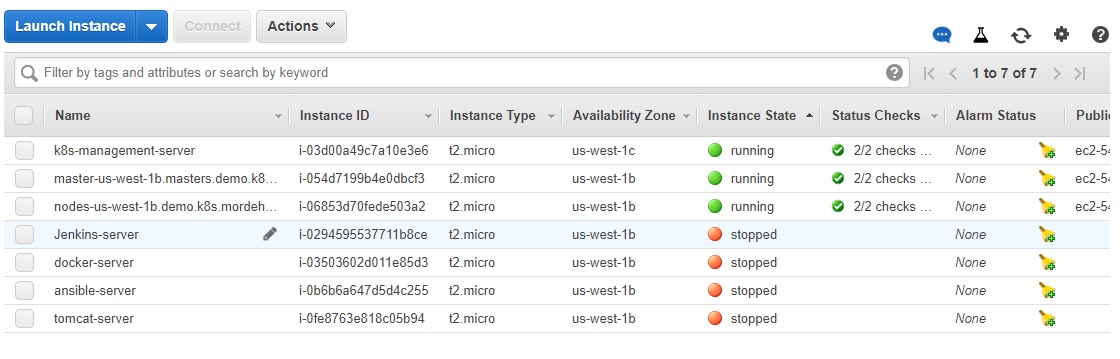 Launch Instance Connect Actions
Filter by tags and attributes or search by keyword ? 1 to 7 of 7 ?
Name Instance ID Instance Type Availability Zone Instance State Status Checks Alarm Status Public
k8s-management-server i-03d00a49c7a10e3e6 t2.micro us-west-1c running 2/2 checks ... None ec2-54
master-us-west-1b.masters.demo.k8... i-054d7199b4e0dbcf3 t2.micro us-west-1b running 2/2 checks ... None ec2-54
nodes-us-west-1b.demo.k8s.mordeh... i-06853d70fede503a2 t2.micro us-west-1b running 2/2 checks ... None ec2-54
Jenkins-server i-0294595537711b8ce t2.micro us-west-1b stopped None
docker-server i-03503602d011e85d3 t2.micro us-west-1b stopped None
ansible-server i-0b6b6a647d5d4c255 t2.micro us-west-1b stopped None
tomcat-server i-0fe8763e818c05b94 t2.micro us-west-1b stopped None